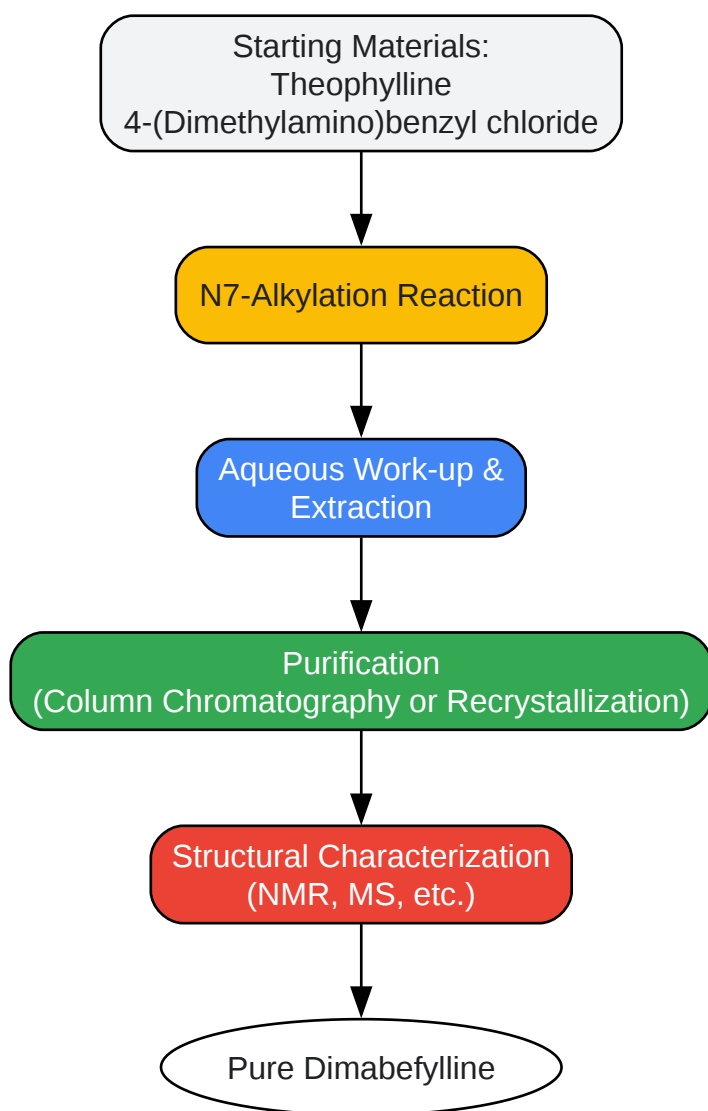 Starting Materials:
Theophylline
4-(Dimethylamino)benzyl chloride
N7-Alkylation Reaction
Aqueous Work-up &
Extraction
Purification
(Column Chromatography or Recrystallization)
Structural Characterization
(NMR, MS, etc.)
Pure Dimabefylline